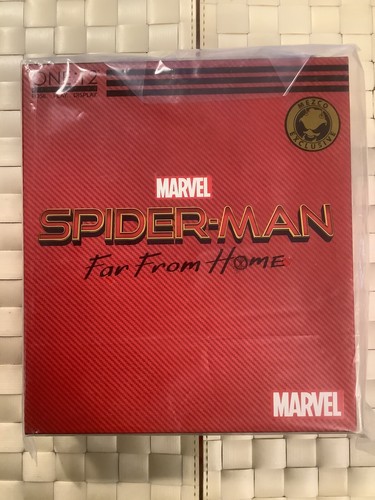 ONE:12
MEZCO
EXCLUSIVE
MARVEL
SPIDER-MAN
Far From Home
MARVEL